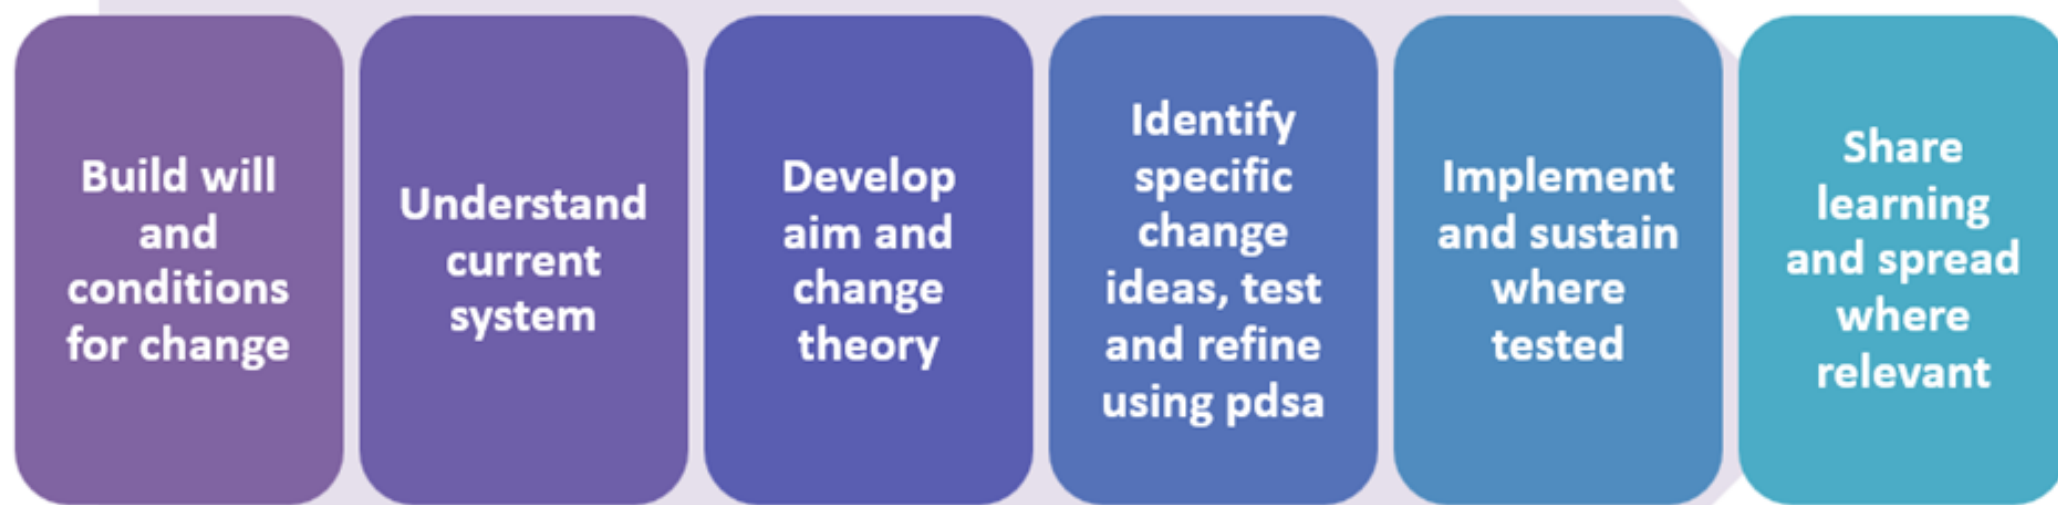 Build will
and
conditions
for change
Understand
current
system
Develop
aim and
change
theory
Identify
specific
change
ideas, test
and refine
using pdsa
Implement
and sustain
where
tested
Share
learning
and spread
where
relevant